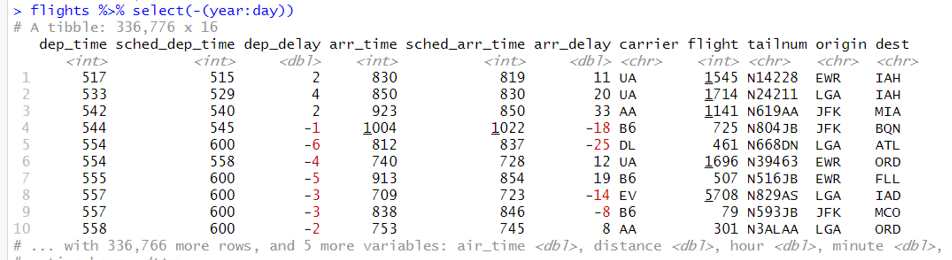 > flights %>% select(-(year:day))
# A tibble: 336,776 x 16
dep_time sched_dep_time dep_delay arr_time sched_arr_time arr_delay carrier flight tailnum origin dest
<int> <int> <dbl> <int> <int> <dbl> <chr> <int> <chr> <chr> <chr>
1 517 515 2 830 819 11 UA 1545 N14228 EWR IAH
2 533 529 4 850 830 20 UA 1714 N24211 LGA IAH
3 542 540 2 923 850 33 AA 1141 N619AA JFK MIA
4 544 545 -1 1004 1022 -18 B6 725 N804JB JFK BQN
5 554 600 -6 812 837 -25 DL 461 N668DN LGA ATL
6 554 558 -4 740 728 12 UA 1696 N39463 EWR ORD
7 555 600 -5 913 854 19 B6 507 N516JB EWR FLL
8 557 600 -3 709 723 -14 EV 5708 N829AS LGA IAD
9 557 600 -3 838 846 -8 B6 79 N593JB JFK MCO
10 558 600 -2 753 745 8 AA 301 N3ALAA LGA ORD
# ... with 336,766 more rows, and 5 more variables: air_time <dbl>, distance <dbl>, hour <dbl>, minute <dbl>,